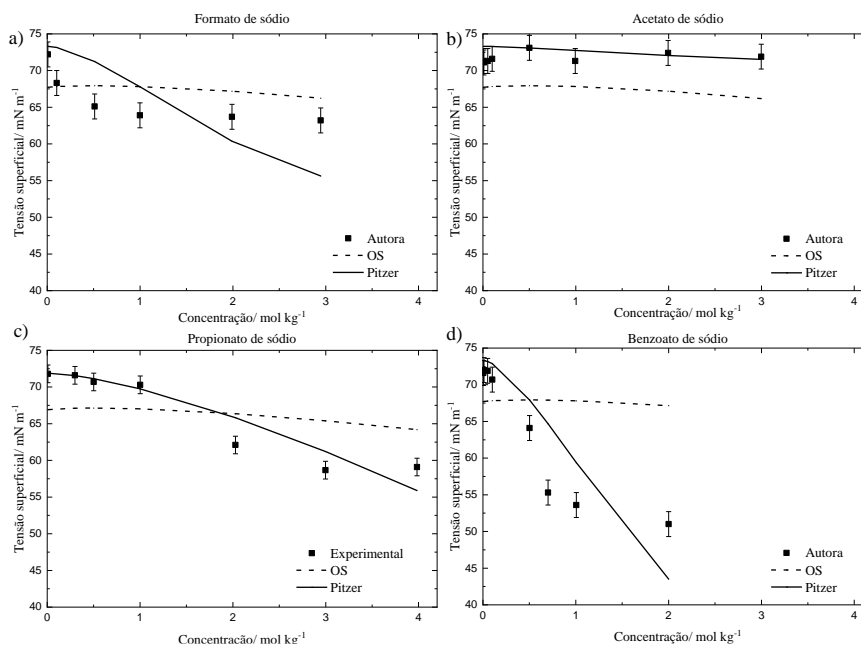 Formato de sódio
a)
75
70
65
60
55
50
45
40
0 1 2 3 4
Tensão superficial/ mN m-1
Concentração/ mol kg-1
Autora
OS
Pitzer
Acetato de sódio
b)
75
70
65
60
55
50
45
40
0 1 2 3 4
Tensão superficial/ mN m-1
Concentração/ mol kg-1
Autora
OS
Pitzer
Propionato de sódio
c)
75
70
65
60
55
50
45
40
0 1 2 3 4
Tensão superficial/ mN m-1
Concentração/ mol kg-1
Experimental
OS
Pitzer
Benzoato de sódio
d)
75
70
65
60
55
50
45
40
0 1 2 3 4
Tensão superficial/ mN m-1
Concentração/ mol kg-1
Autora
OS
Pitzer